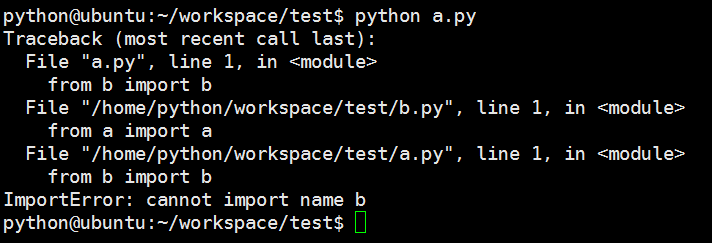 python@ubuntu:~/workspace/test$ python a.py
Traceback (most recent call last):
  File "a.py", line 1, in <module>
    from b import b
  File "/home/python/workspace/test/b.py", line 1, in <module>
    from a import a
  File "/home/python/workspace/test/a.py", line 1, in <module>
    from b import b
ImportError: cannot import name b
python@ubuntu:~/workspace/test$